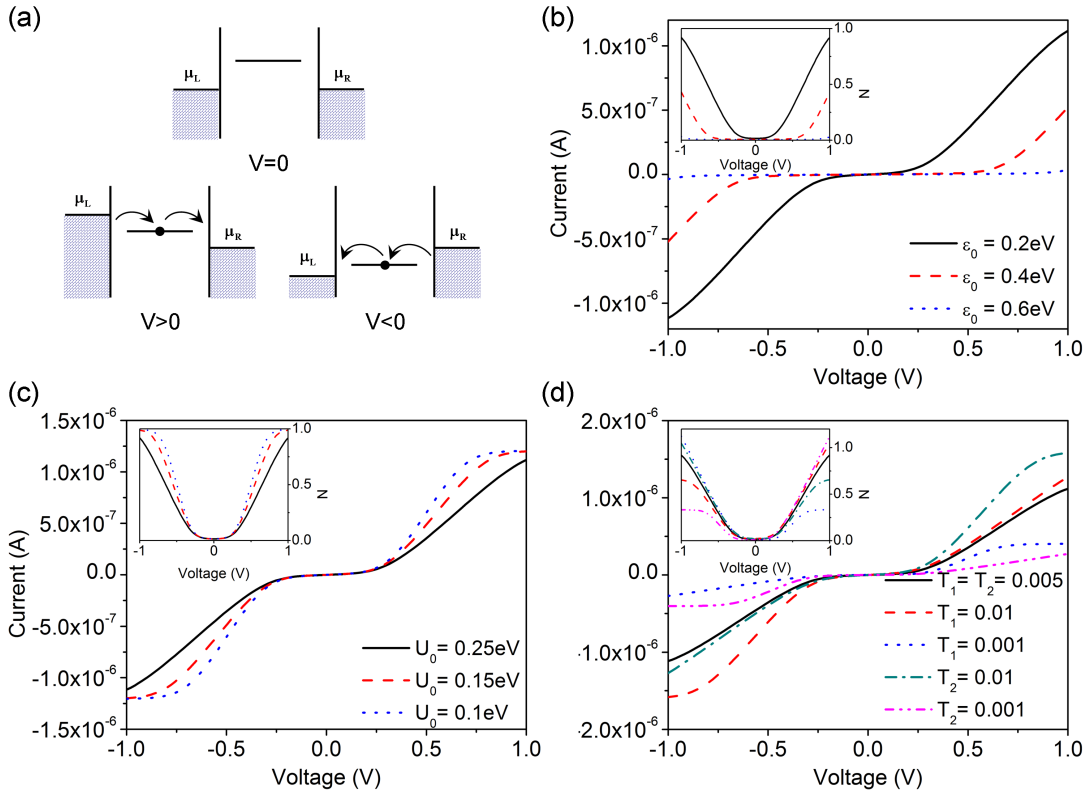 (a)
μL
μR
V=0
μL
μR
V>0
μL
μR
V<0
(b)
1.0x10-6
5.0x10-7
0.0
-5.0x10-7
-1.0x10-6
Current (A)
-1.0
-0.5
0.0
0.5
1.0
Voltage (V)
1.0
0.5
0.0
N
-1
0
1
Voltage (V)
ε0 = 0.2eV
ε0 = 0.4eV
ε0 = 0.6eV
(c)
1.5x10-6
1.0x10-6
5.0x10-7
0.0
-5.0x10-7
-1.0x10-6
-1.5x10-6
Current (A)
-1.0
-0.5
0.0
0.5
1.0
Voltage (V)
1.0
0.5
0.0
N
-1
0
1
Voltage (V)
U0= 0.25eV
U0= 0.15eV
U0= 0.1eV
(d)
2.0x10-6
1.0x10-6
0.0
-1.0x10-6
-2.0x10-6
Current (A)
-1.0
-0.5
0.0
0.5
1.0
Voltage (V)
1.0
0.5
0.0
N
-1
0
1
Voltage (V)
T1= T2= 0.005
T1= 0.01
T1= 0.001
T2= 0.01
T2= 0.001